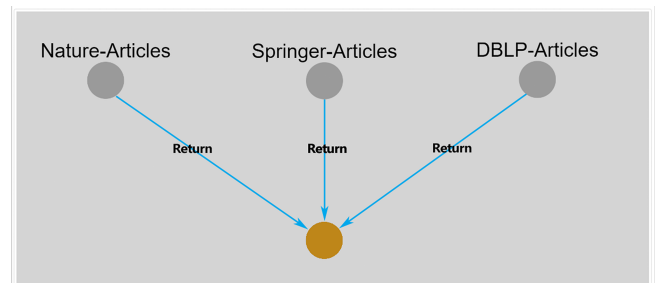 Nature-Articles
Springer-Articles
DBLP-Articles
Return
Return
Return